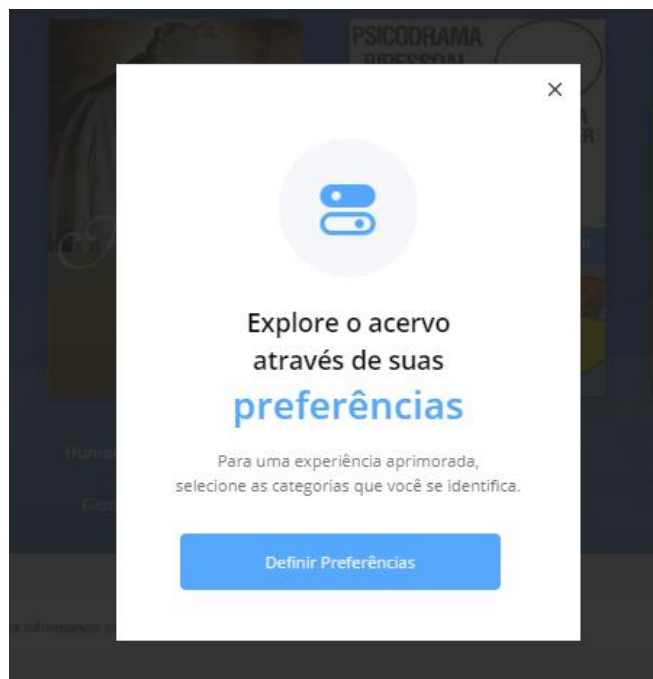 PSICODRAMA
BIPESSOAL
Explore o acervo
através de suas
preferências
Para uma experiência aprimorada,
selecione as categorias que você se identifica.
Definir Preferências